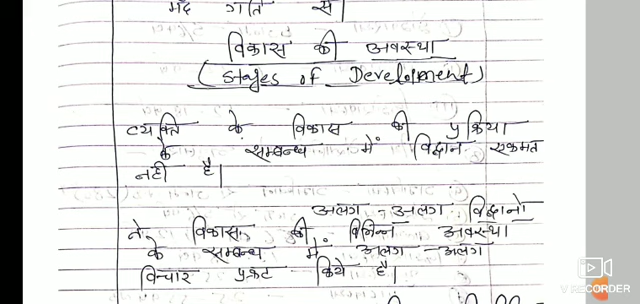 मंद गति से।
विकास की अवस्था
(Stages of Development)
व्यक्ति के विकास की प्रक्रिया
के सम्बन्ध में विद्वान एकमत
नही है।
अलग-अलग विद्वानो
ने विकास की विभिन्न अवस्था
के सम्बन्ध में अलग-अलग
विचार प्रकट किये है।
V RECORDER